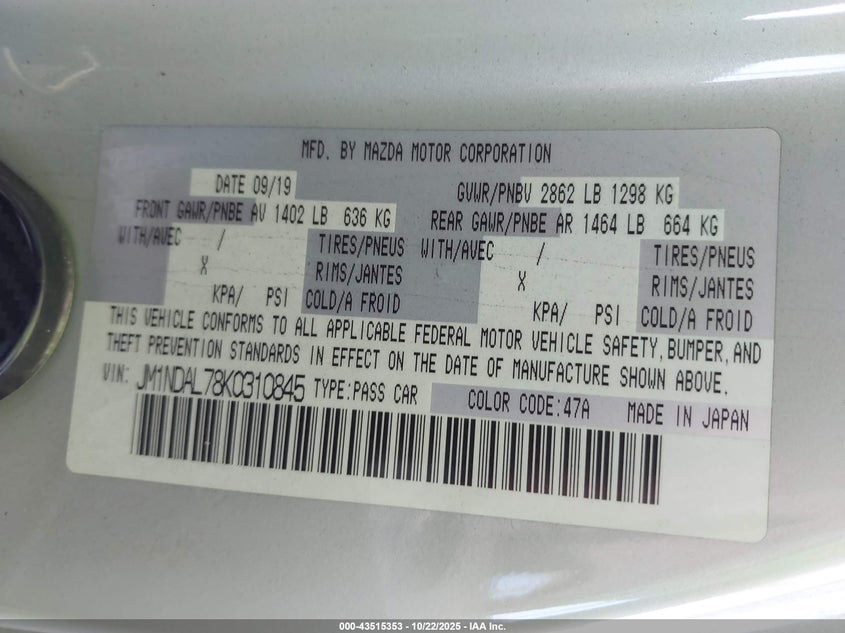 MFD. BY MAZDA MOTOR CORPORATION
DATE 09/19 GVWR/PNBV 2862 LB 1298 KG
FRONT GAWR/PNBE AV 1402 LB 636 KG REAR GAWR/PNBE AR 1464 LB 664 KG
WITH/AVEC / TIRES/PNEUS WITH/AVEC / TIRES/PNEUS
X RIMS/JANTES X RIMS/JANTES
KPA/ PSI COLD/A FROID KPA/ PSI COLD/A FROID
THIS VEHICLE CONFORMS TO ALL APPLICABLE FEDERAL MOTOR VEHICLE SAFETY, BUMPER, AND
THEFT PREVENTION STANDARDS IN EFFECT ON THE DATE OF MANUFACTURE SHOWN ABOVE.
VIN: JM1NDAL78K0310845 TYPE:PASS CAR COLOR CODE:47A MADE IN JAPAN
000-43515353 - 10/22/2025 - IAA Inc.